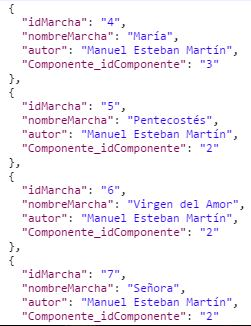 {
"idMarcha": "4",
"nombreMarcha": "María",
"autor": "Manuel Esteban Martín",
"Componente_idComponente": "3"
},
{
"idMarcha": "5",
"nombreMarcha": "Pentecostés",
"autor": "Manuel Esteban Martín",
"Componente_idComponente": "2"
},
{
"idMarcha": "6",
"nombreMarcha": "Virgen del Amor",
"autor": "Manuel Esteban Martín",
"Componente_idComponente": "2"
},
{
"idMarcha": "7",
"nombreMarcha": "Señora",
"autor": "Manuel Esteban Martín",
"Componente_idComponente": "2"